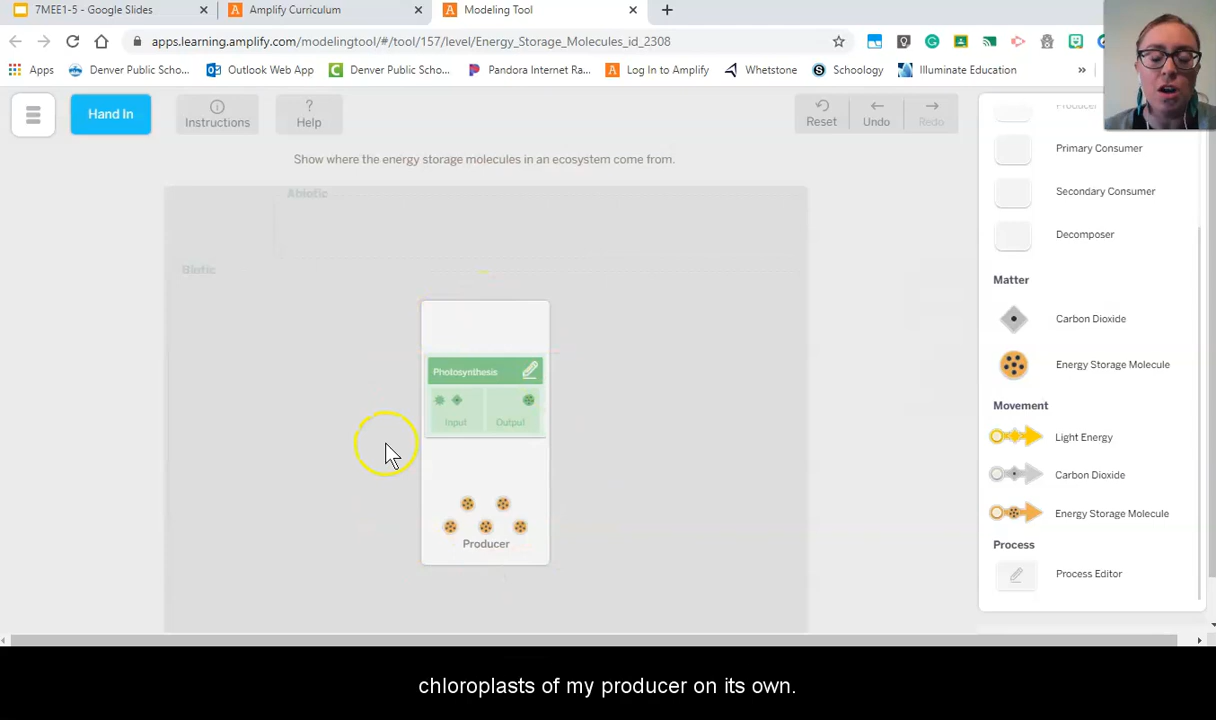 7MEE1-5 - Google Slides
Amplify Curriculum
Modeling Tool
apps.learning.amplify.com/modelingtool/#/tool/157/level/Energy_Storage_Molecules_id_2308
Apps
Denver Public Scho...
Outlook Web App
Denver Public Scho...
Pandora Internet Ra...
Log In to Amplify
Whetstone
Schoology
Illuminate Education
»
Hand In
Instructions
Help
Reset
Undo
Redo
Show where the energy storage molecules in an ecosystem come from.
Abiotic
Biotic
Photosynthesis
Input
Output
Producer
Producer
Primary Consumer
Secondary Consumer
Decomposer
Matter
Carbon Dioxide
Energy Storage Molecule
Movement
Light Energy
Carbon Dioxide
Energy Storage Molecule
Process
Process Editor
chloroplasts of my producer on its own.